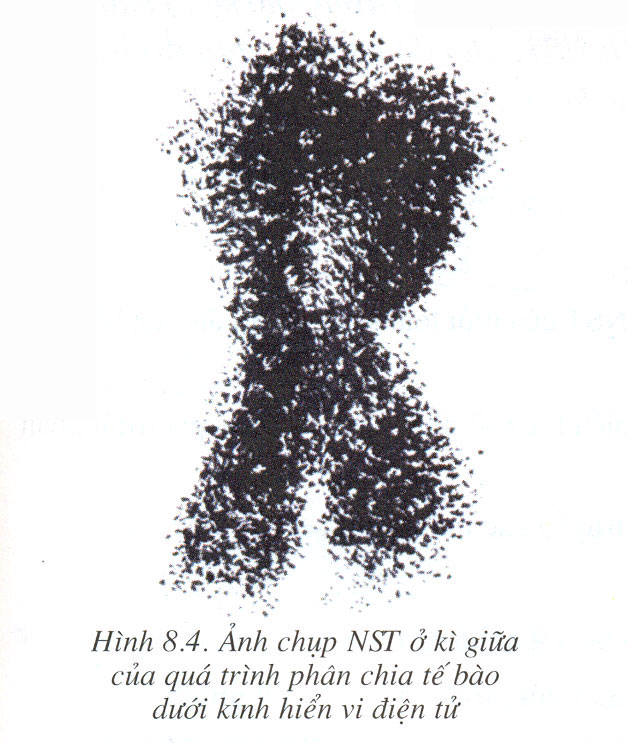 Hình 8.4. Ảnh chụp NST ở kì giữa
của quá trình phân chia tế bào
dưới kính hiển vi điện tử